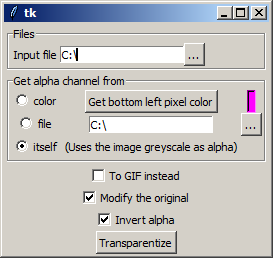 tk
Files
Input file C:\ ...
Get alpha channel from
color Get bottom left pixel color
file C:\ ...
itself (Uses the image greyscale as alpha)
To GIF instead
Modify the original
Invert alpha
Transparentize